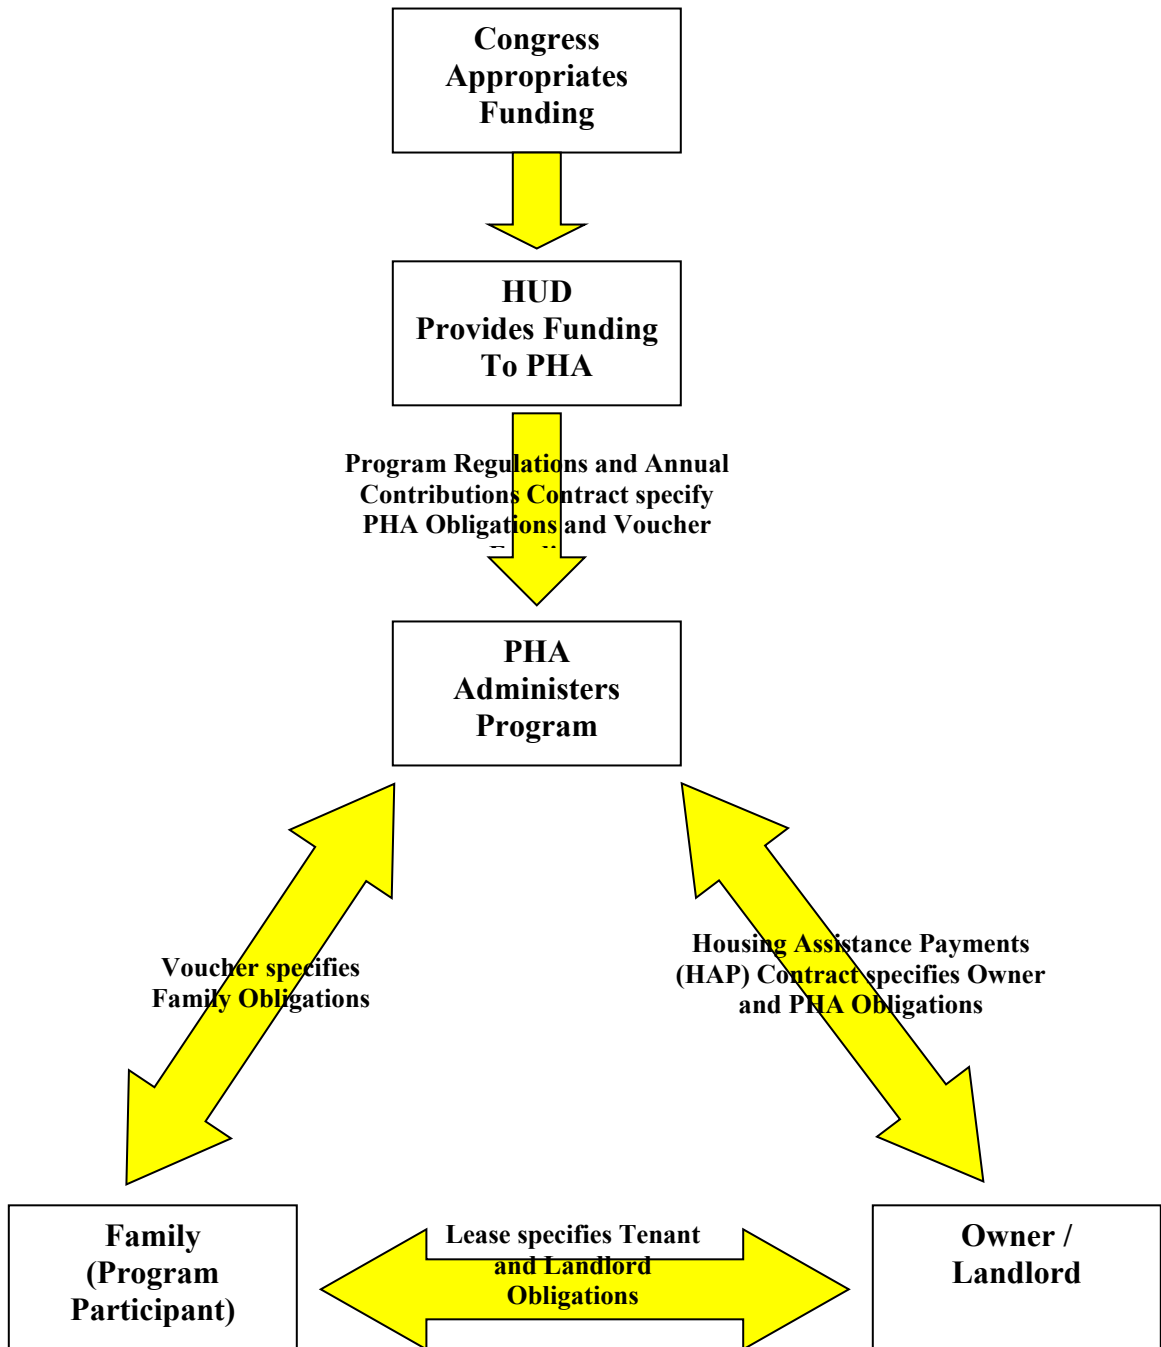 Congress
Appropriates
Funding
HUD
Provides Funding
To PHA
Program Regulations and Annual
Contributions Contract specify
PHA Obligations and Voucher
PHA
Administers
Program
Voucher specifies
Family Obligations
Housing Assistance Payments
(HAP) Contract specifies Owner
and PHA Obligations
Family
(Program
Participant)
Lease specifies Tenant
and Landlord
Obligations
Owner /
Landlord